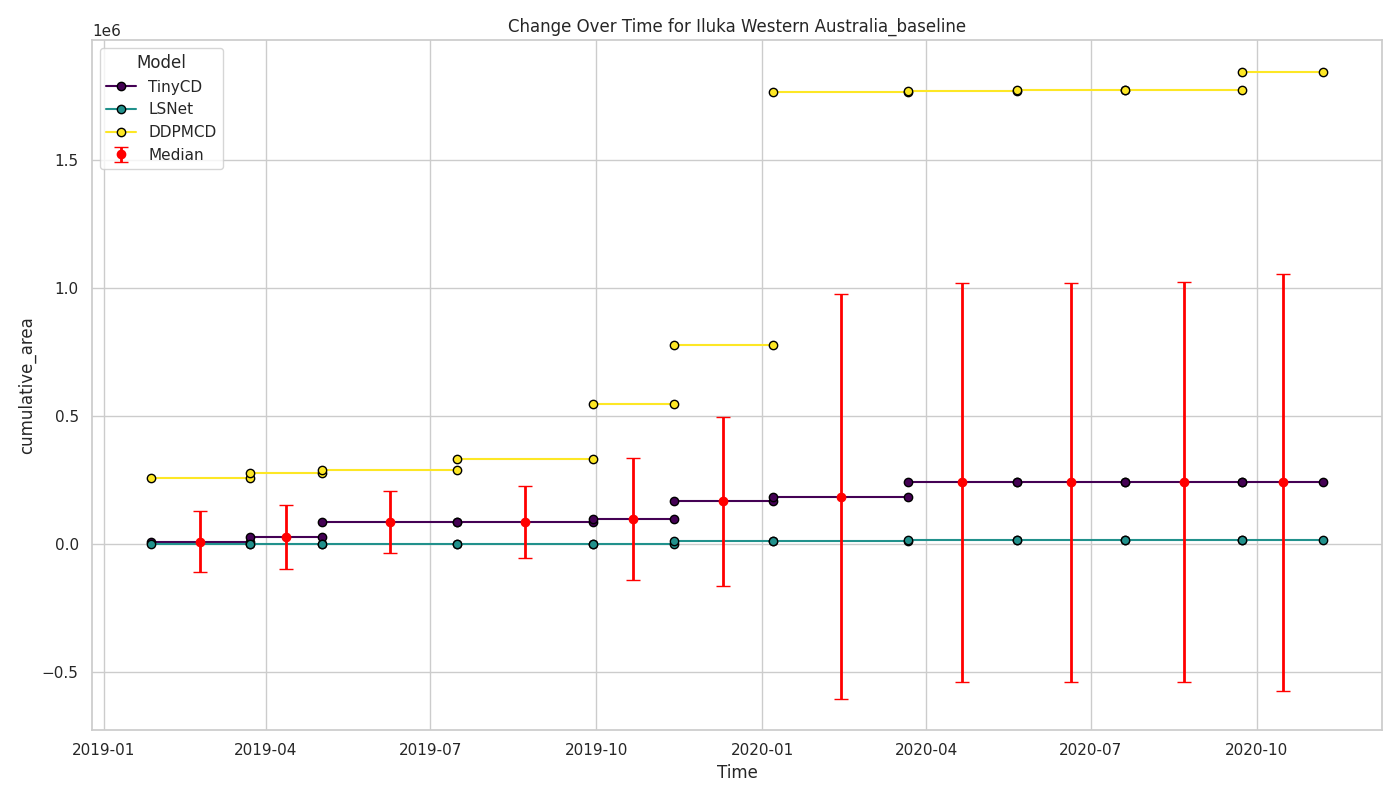 Change Over Time for Iluka Western Australia_baseline
1e6
Model
TinyCD
LSNet
DDPMCD
Median
1.5
1.0
0.5
0.0
−0.5
cumulative_area
2019-01 2019-04 2019-07 2019-10 2020-01 2020-04 2020-07 2020-10
Time